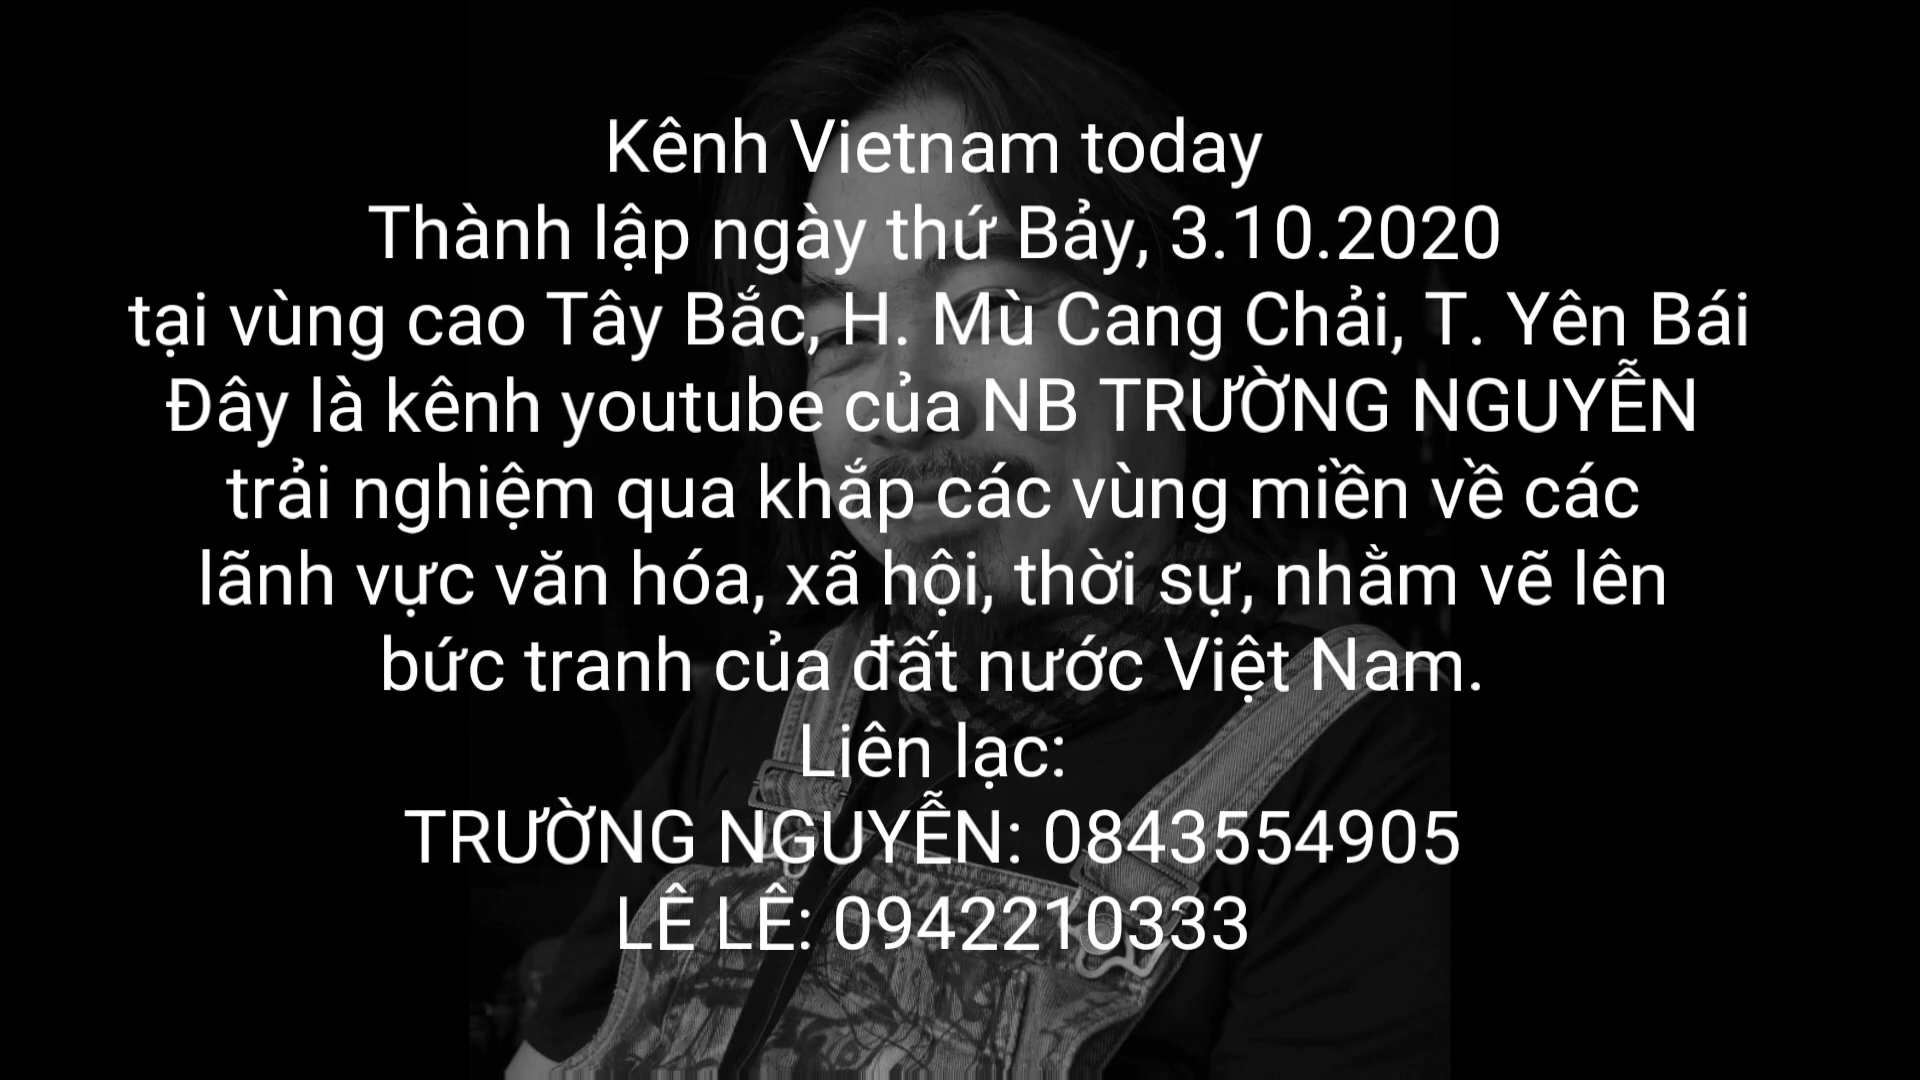 Kênh Vietnam today
Thành lập ngày thứ Bảy, 3.10.2020
tại vùng cao Tây Bắc, H. Mù Cang Chải, T. Yên Bái
Đây là kênh youtube của NB TRƯỜNG NGUYỄN
trải nghiệm qua khắp các vùng miền về các
lãnh vực văn hóa, xã hội, thời sự, nhằm vẽ lên
bức tranh của đất nước Việt Nam.
Liên lạc:
TRƯỜNG NGUYỄN: 0843554905
LÊ LÊ: 0942210333